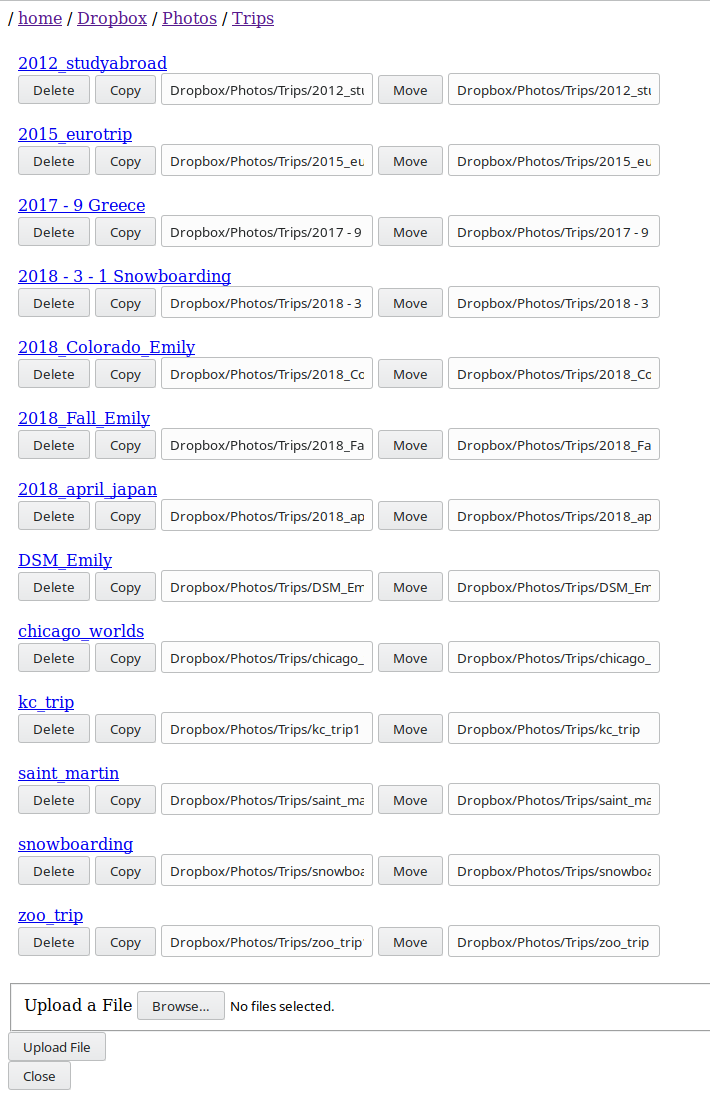 / home / Dropbox / Photos / Trips
2012_studyabroad
Delete Copy Dropbox/Photos/Trips/2012_stu Move Dropbox/Photos/Trips/2012_stu
2015_eurotrip
Delete Copy Dropbox/Photos/Trips/2015_eu Move Dropbox/Photos/Trips/2015_eu
2017 - 9 Greece
Delete Copy Dropbox/Photos/Trips/2017 - 9 Move Dropbox/Photos/Trips/2017 - 9
2018 - 3 - 1 Snowboarding
Delete Copy Dropbox/Photos/Trips/2018 - 3 Move Dropbox/Photos/Trips/2018 - 3
2018_Colorado_Emily
Delete Copy Dropbox/Photos/Trips/2018_Co Move Dropbox/Photos/Trips/2018_Co
2018_Fall_Emily
Delete Copy Dropbox/Photos/Trips/2018_Fa Move Dropbox/Photos/Trips/2018_Fa
2018_april_japan
Delete Copy Dropbox/Photos/Trips/2018_ap Move Dropbox/Photos/Trips/2018_ap
DSM_Emily
Delete Copy Dropbox/Photos/Trips/DSM_Em Move Dropbox/Photos/Trips/DSM_Em
chicago_worlds
Delete Copy Dropbox/Photos/Trips/chicago_ Move Dropbox/Photos/Trips/chicago_
kc_trip
Delete Copy Dropbox/Photos/Trips/kc_trip1 Move Dropbox/Photos/Trips/kc_trip
saint_martin
Delete Copy Dropbox/Photos/Trips/saint_ma Move Dropbox/Photos/Trips/saint_ma
snowboarding
Delete Copy Dropbox/Photos/Trips/snowboa Move Dropbox/Photos/Trips/snowboa
zoo_trip
Delete Copy Dropbox/Photos/Trips/zoo_trip Move Dropbox/Photos/Trips/zoo_trip
Upload a File Browse... No files selected.
Upload File
Close